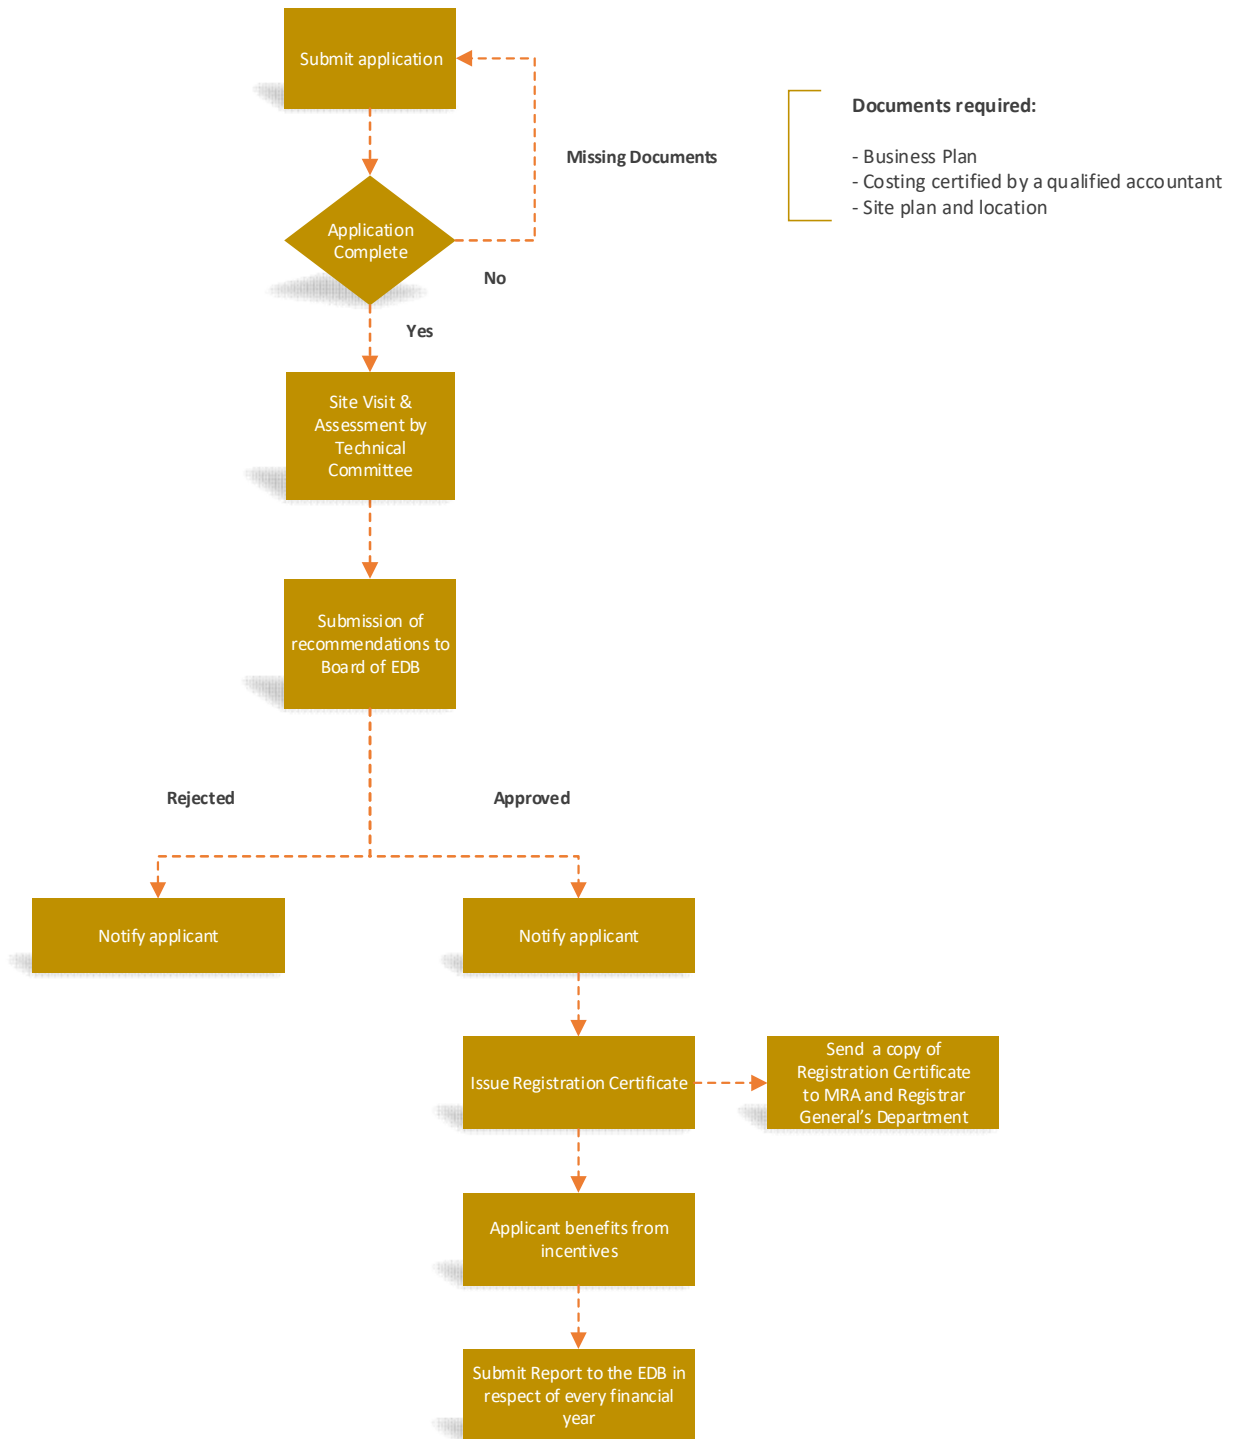 Submit application
Documents required:
- Business Plan
- Costing certified by a qualified accountant
- Site plan and location
Missing Documents
Application
Complete
No
Yes
Site Visit &
Assessment by
Technical
Committee
Submission of
recommendations to
Board of EDB
Rejected
Approved
Notify applicant
Notify applicant
Issue Registration Certificate
Send a copy of
Registration Certificate
to MRA and Registrar
General's Department
Applicant benefits from
incentives
Submit Report to the EDB in
respect of every financial
year